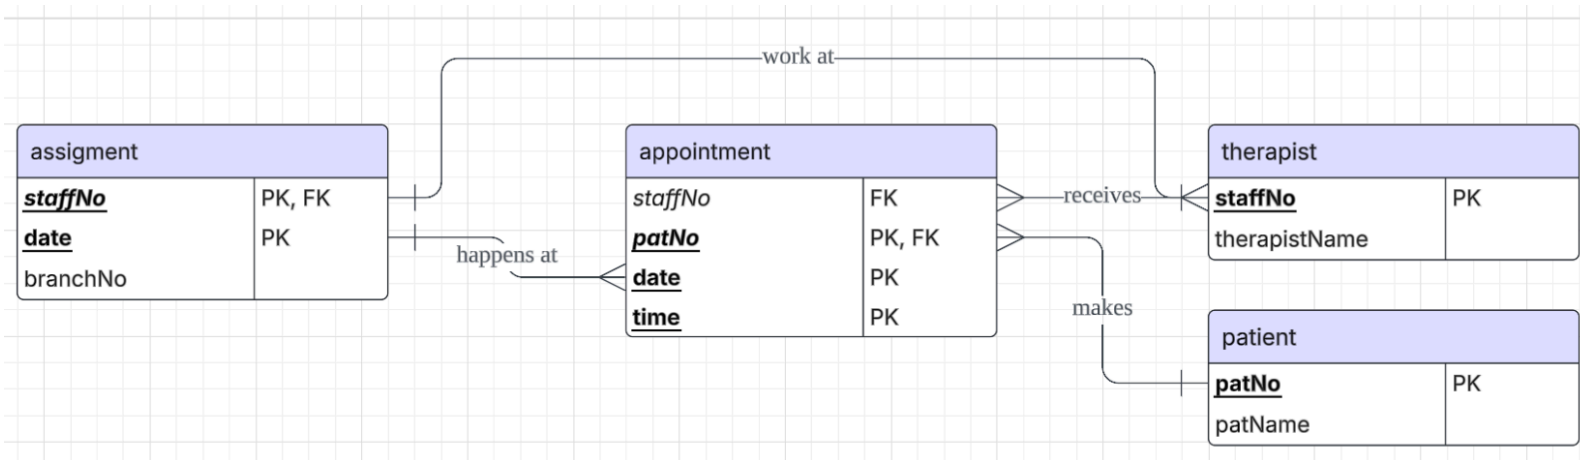 work at
assigment
staffNo PK, FK
date PK
branchNo
happens at
appointment
staffNo FK
patNo PK, FK
date PK
time PK
receives
makes
therapist
staffNo PK
therapistName
patient
patNo PK
patName